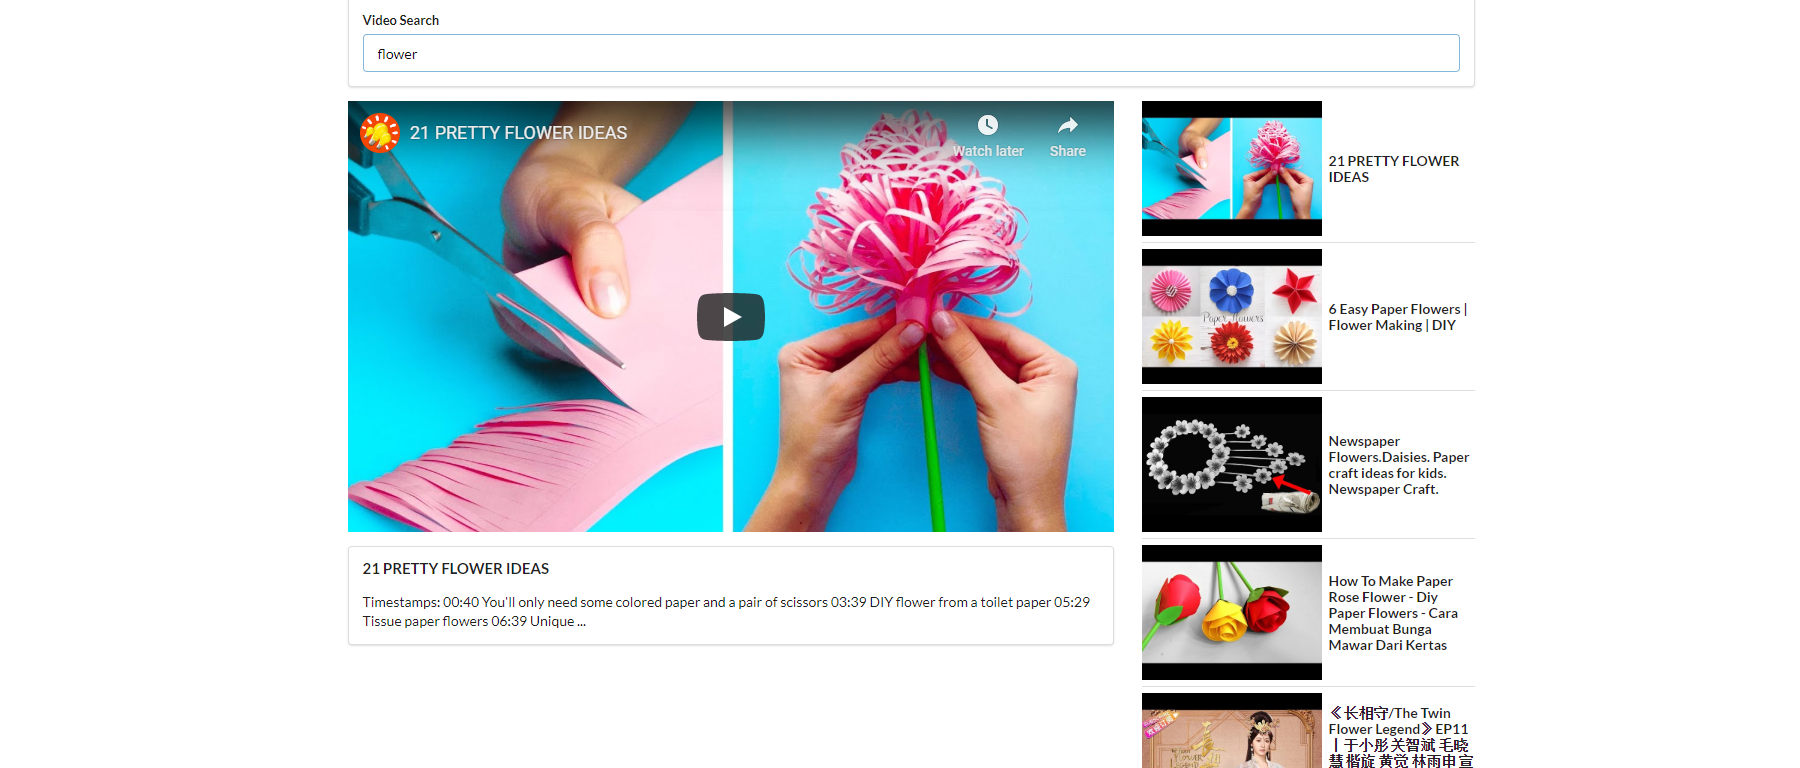 Video Search
flower
21 PRETTY FLOWER IDEAS
Watch later
Share
21 PRETTY FLOWER IDEAS
Timestamps: 00:40 You'll only need some colored paper and a pair of scissors 03:39 DIY flower from a toilet paper 05:29
Tissue paper flowers 06:39 Unique ...
21 PRETTY FLOWER
IDEAS
Paper flowers
6 Easy Paper Flowers |
Flower Making | DIY
Newspaper
Flowers.Daisies. Paper
craft ideas for kids.
Newspaper Craft.
How To Make Paper
Rose Flower - Diy
Paper Flowers - Cara
Membuat Bunga
Mawar Dari Kertas
《长相守/The Twin
Flower Legend》EP11
丨于小彤 关智斌 毛晓
慧 楷旋 黄觉 林雨申 宣